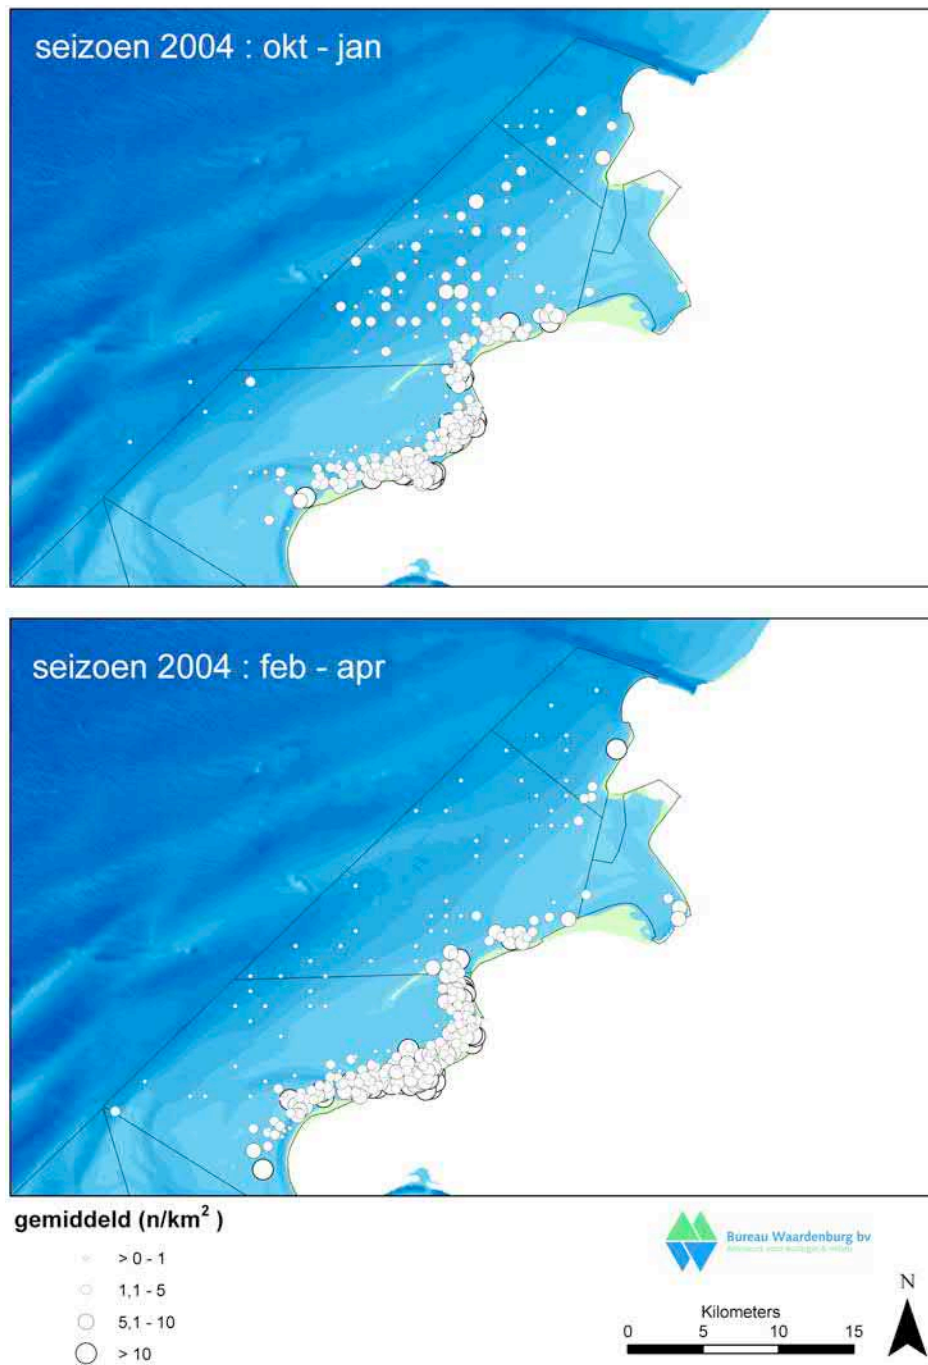 seizoen 2004 : okt - jan
seizoen 2004 : feb - apr
gemiddeld (n/km²)
> 0 - 1
1,1 - 5
5,1 - 10
> 10
Bureau Waardenburg bv
Kilometers
0 5 10 15
N